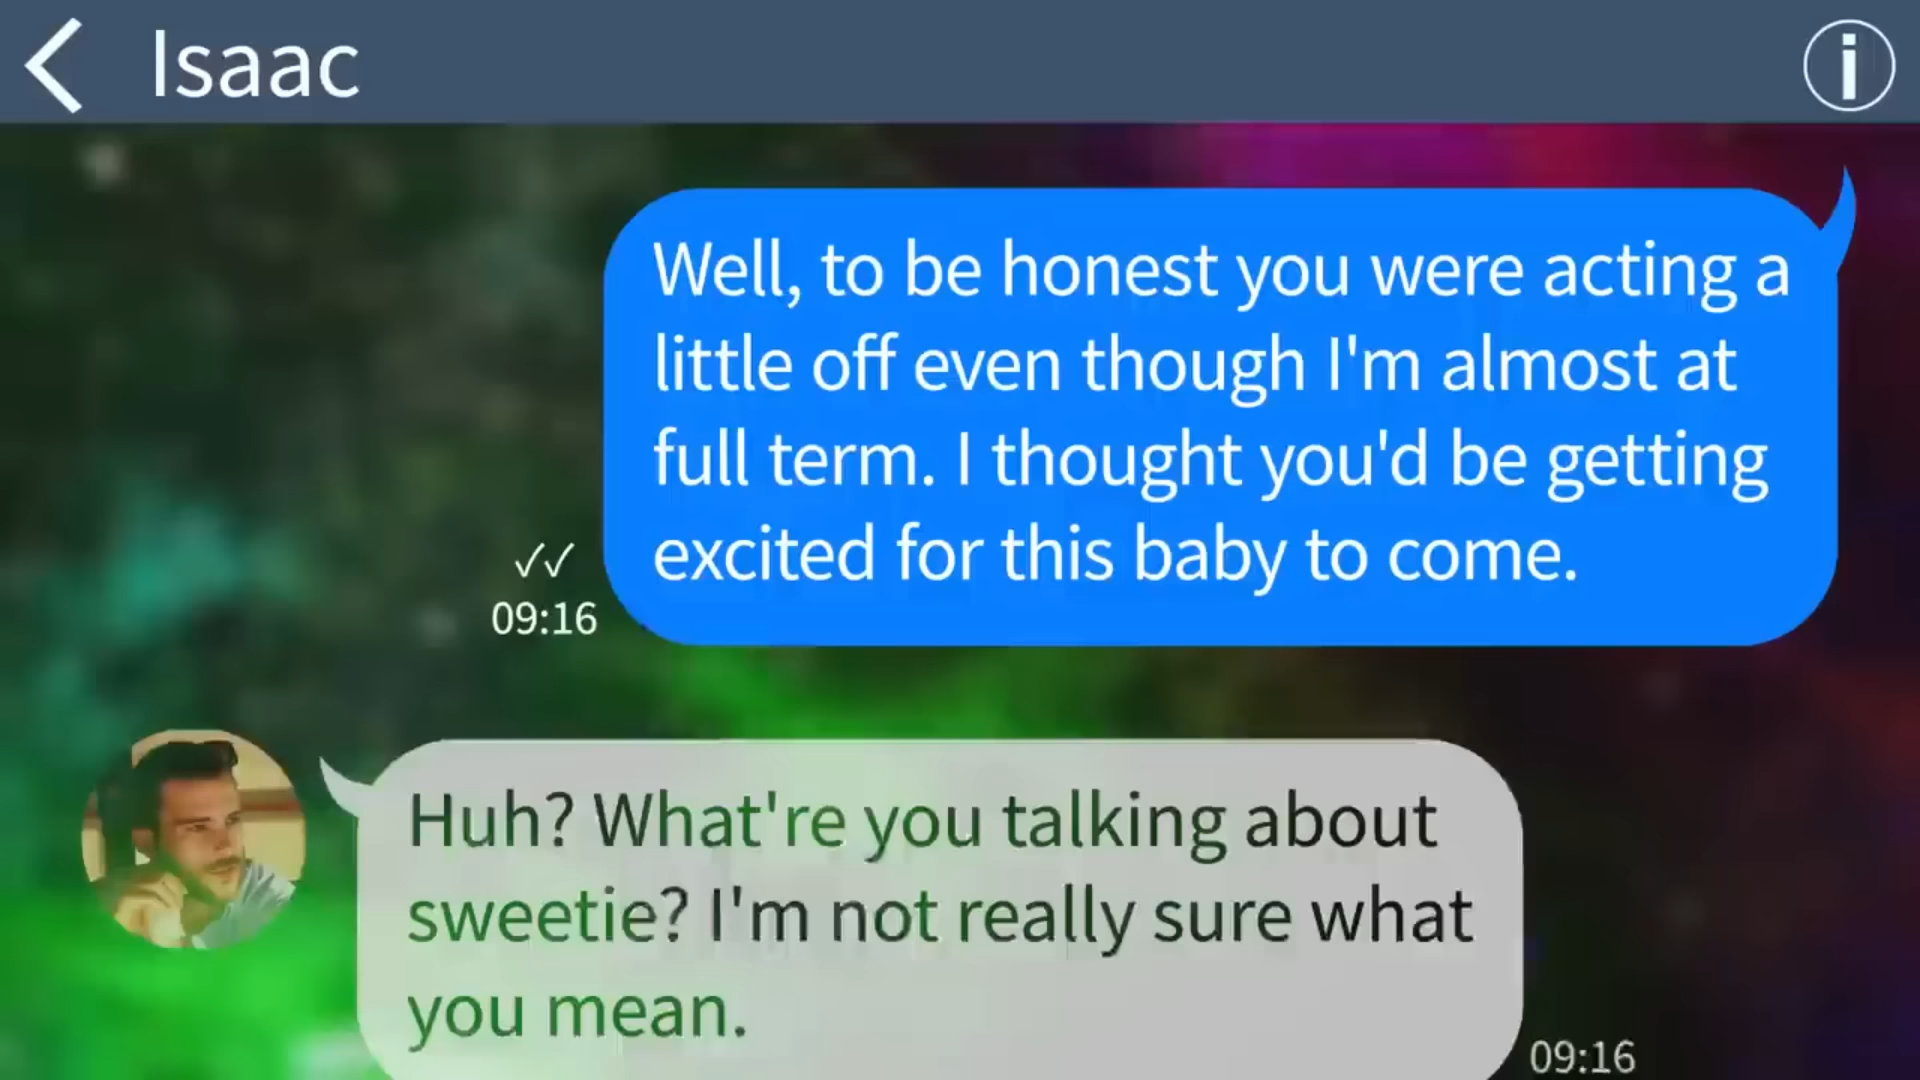 Isaac
Well, to be honest you were acting a
little off even though I'm almost at
full term. I thought you'd be getting
excited for this baby to come.
09:16
Huh? What're you talking about
sweetie? I'm not really sure what
you mean.
09:16